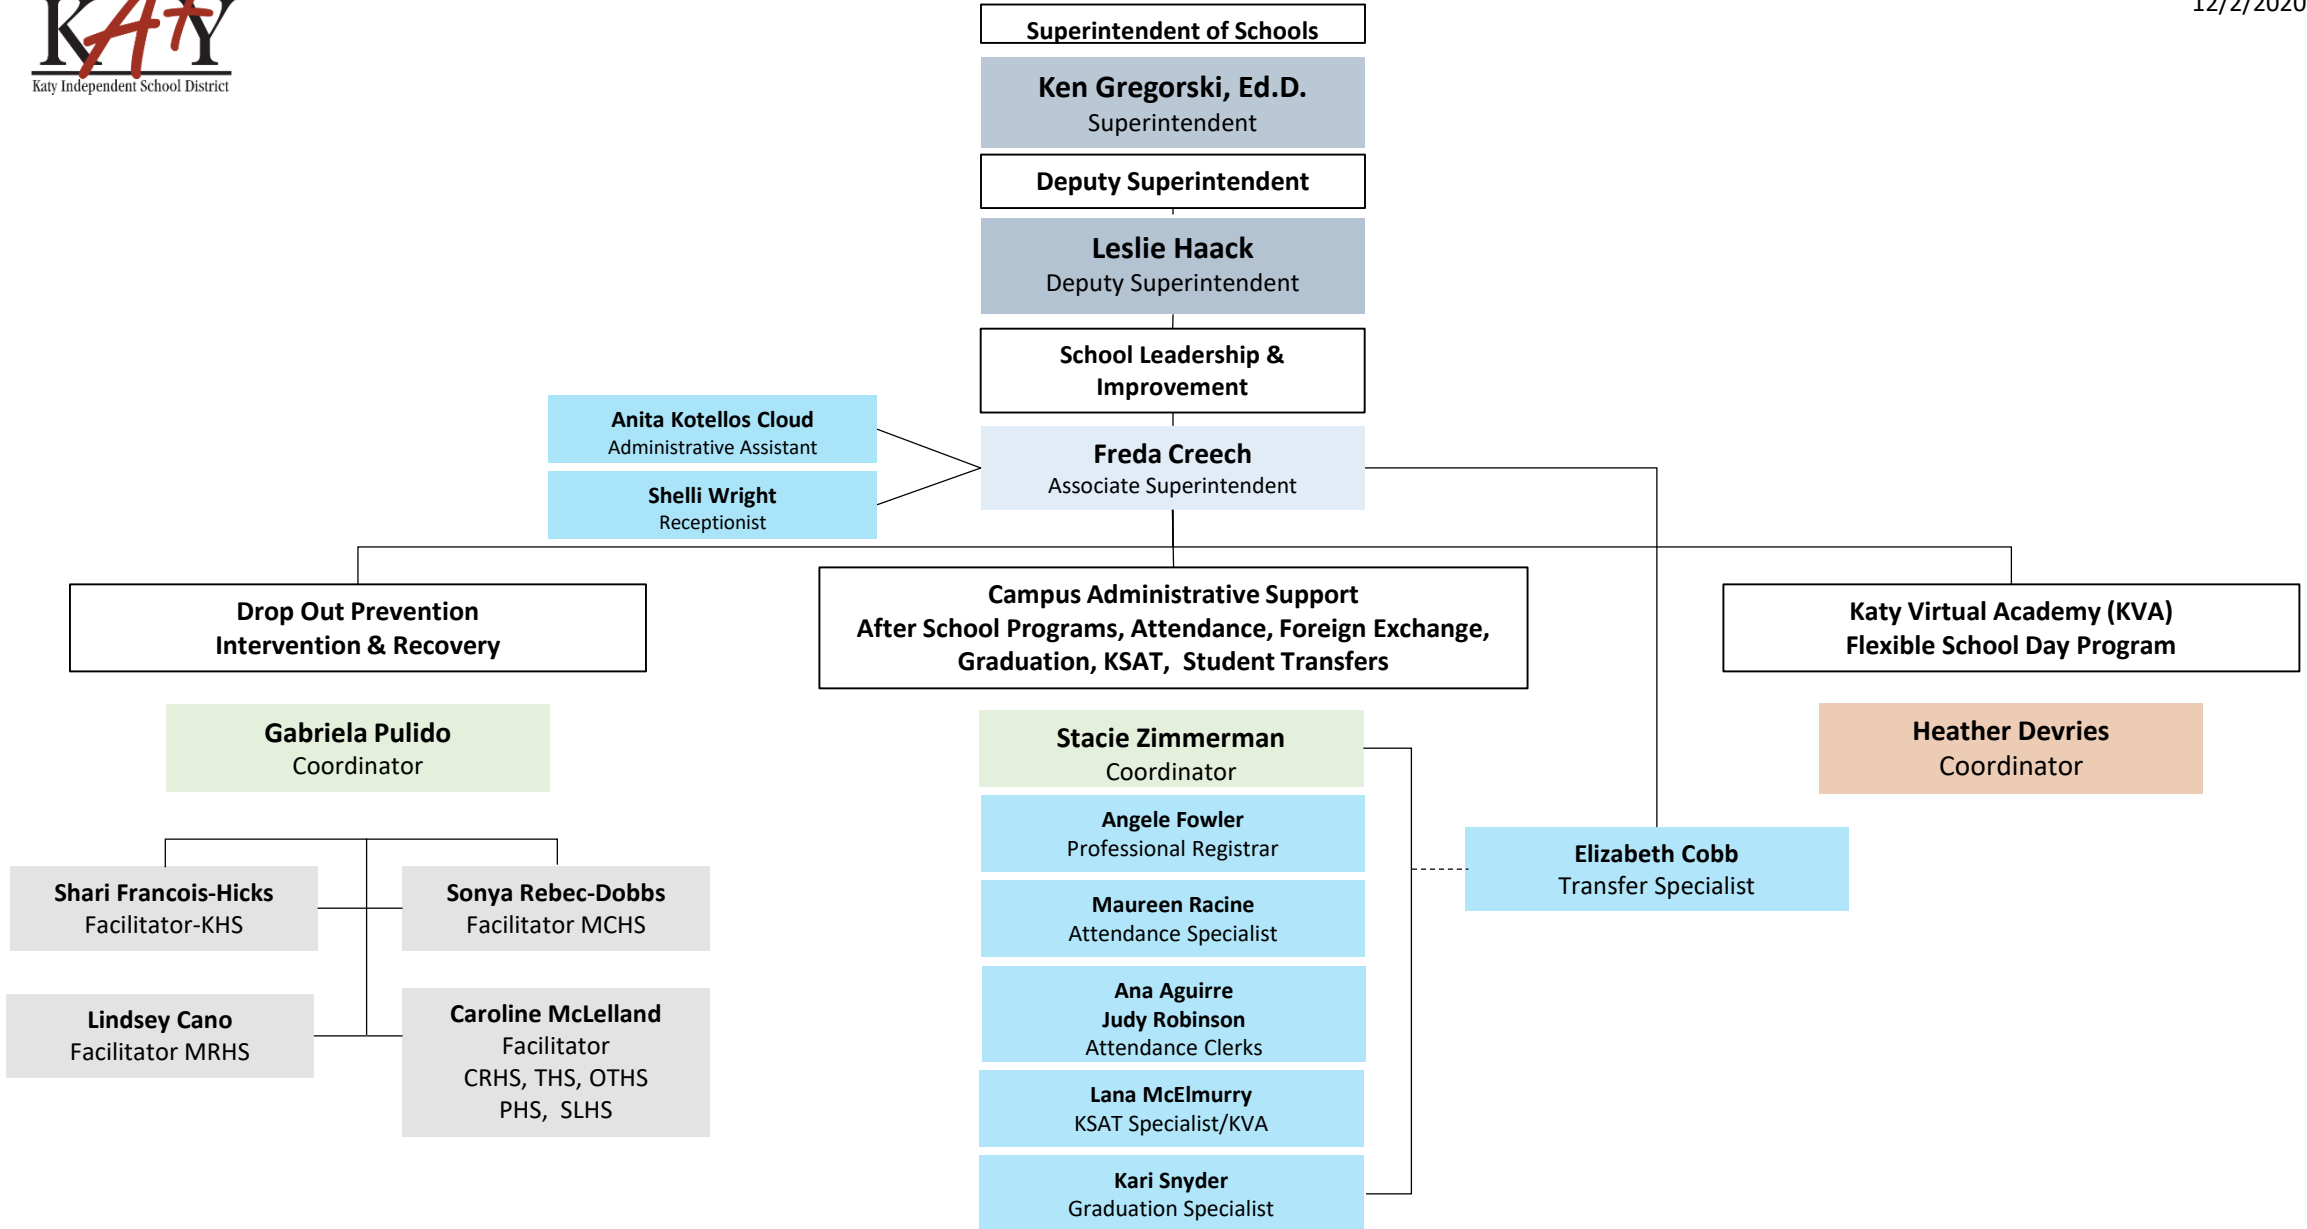 KATY
Katy Independent School District
12/2/2020
Superintendent of Schools
Ken Gregorski, Ed.D.
Superintendent
Deputy Superintendent
Leslie Haack
Deputy Superintendent
School Leadership &
Improvement
Anita Kotellos Cloud
Administrative Assistant
Shelli Wright
Receptionist
Freda Creech
Associate Superintendent
Drop Out Prevention
Intervention & Recovery
Gabriela Pulido
Coordinator
Shari Francois-Hicks
Facilitator-KHS
Sonya Rebec-Dobbs
Facilitator MCHS
Lindsey Cano
Facilitator MRHS
Caroline McLelland
Facilitator
CRHS, THS, OTHS
PHS, SLHS
Campus Administrative Support
After School Programs, Attendance, Foreign Exchange,
Graduation, KSAT, Student Transfers
Stacie Zimmerman
Coordinator
Angele Fowler
Professional Registrar
Maureen Racine
Attendance Specialist
Ana Aguirre
Judy Robinson
Attendance Clerks
Lana McElmurry
KSAT Specialist/KVA
Kari Snyder
Graduation Specialist
Elizabeth Cobb
Transfer Specialist
Katy Virtual Academy (KVA)
Flexible School Day Program
Heather Devries
Coordinator